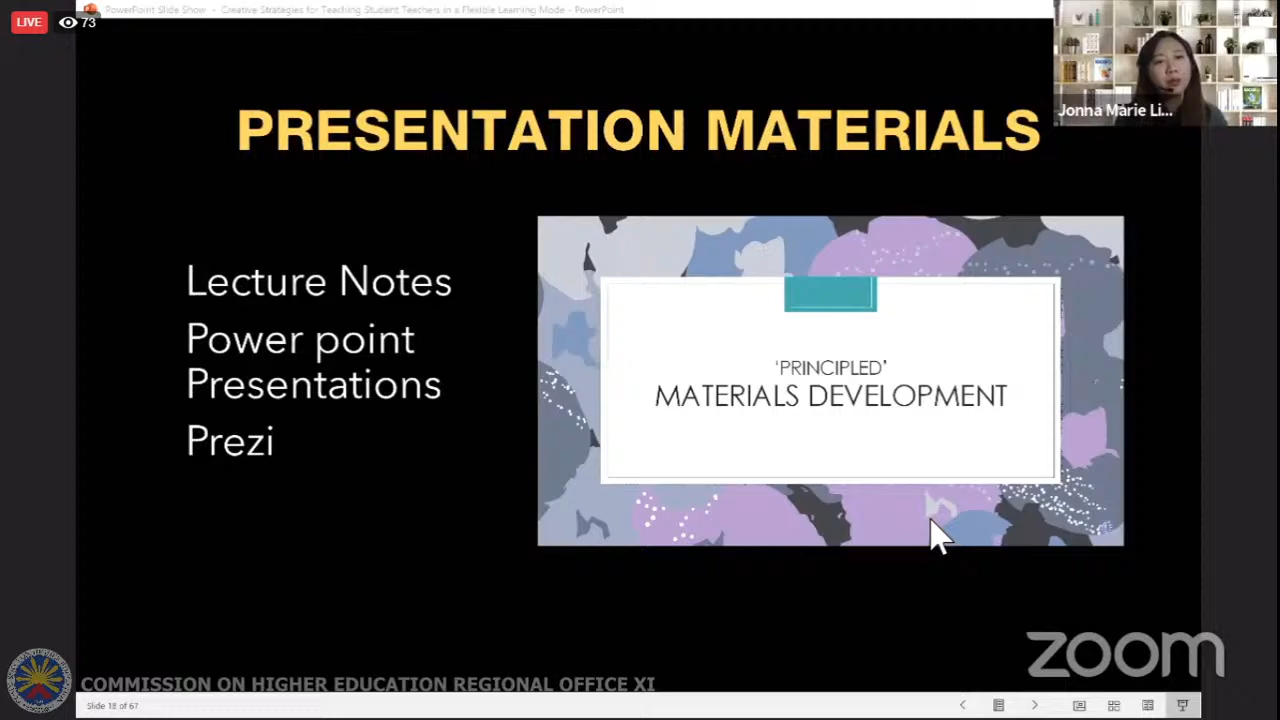 PowerPoint Slide Show - Creative Strategies for Teaching Student Teachers in a Flexible Learning Mode - PowerPoint
LIVE 73
Jonna Marie Li...
PRESENTATION MATERIALS
Lecture Notes
Power point
Presentations
Prezi
‘PRINCIPLED’
MATERIALS DEVELOPMENT
zoom
COMMISSION ON HIGHER EDUCATION REGIONAL OFFICE XI
Slide 18 of 67